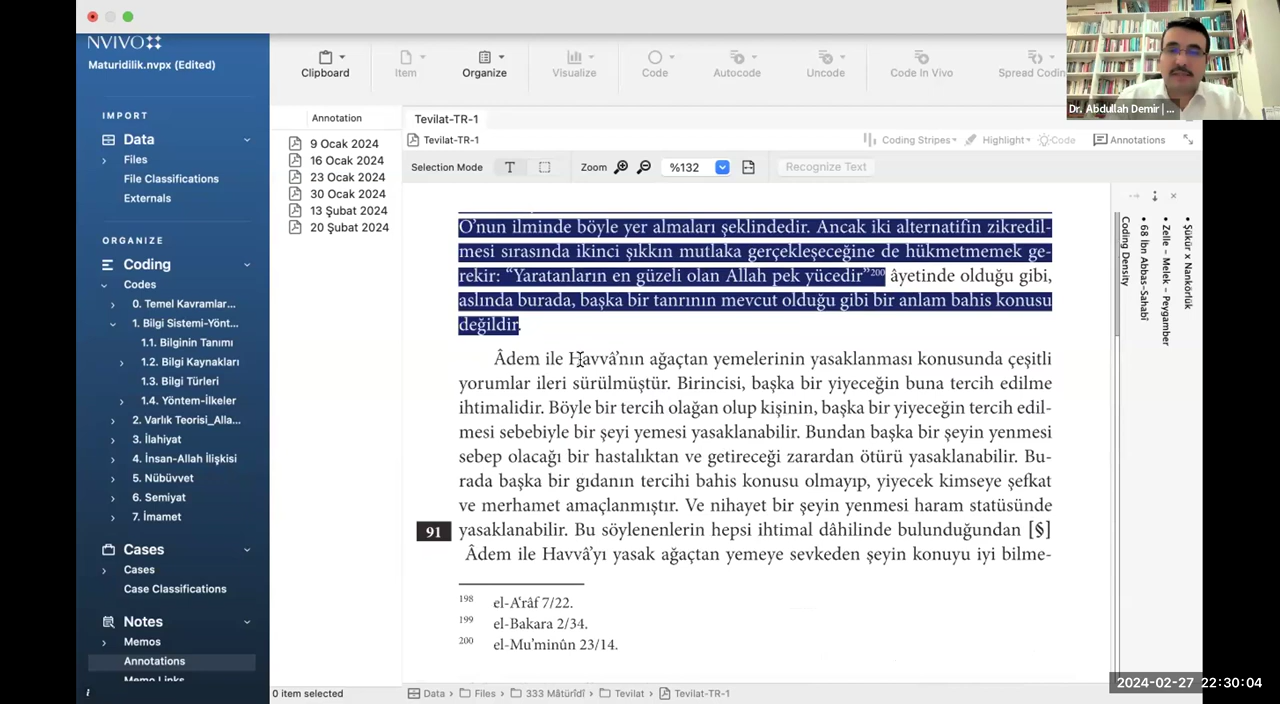 NVIVO
Maturidilik.nvpx (Edited)
IMPORT
Data
Files
File Classifications
Externals
ORGANIZE
Coding
Codes
0. Temel Kavramlar...
1. Bilgi Sistemi-Yönt...
1.1. Bilginin Tanımı
1.2. Bilgi Kaynakları
1.3. Bilgi Türleri
1.4. Yöntem-İlkeler
2. Varlık Teorisi_Alla...
3. İlahiyat
4. İnsan-Allah İlişkisi
5. Nübüvvet
6. Semiyat
7. İmamet
Cases
Cases
Case Classifications
Notes
Memos
Annotations
Memo Links
Clipboard
Item
Organize
Visualize
Code
Autocode
Uncode
Code In Vivo
Spread Codin
Dr. Abdullah Demir | ...
Annotation
9 Ocak 2024
16 Ocak 2024
23 Ocak 2024
30 Ocak 2024
13 Şubat 2024
20 Şubat 2024
0 item selected
Tevilat-TR-1
Tevilat-TR-1
Coding Stripes
Highlight
Code
Annotations
Selection Mode
T
Zoom
%132
Recognize Text
O'nun ilminde böyle yer almaları şeklindedir. Ancak iki alternatifin zikredil-
mesi sırasında ikinci şıkkın mutlaka gerçekleşeceğine de hükmetmemek ge-
rekir: “Yaratanların en güzeli olan Allah pek yücedir”200 âyetinde olduğu gibi,
aslında burada, başka bir tanrının mevcut olduğu gibi bir anlam bahis konusu
değildir.
Âdem ile Havvâ'nın ağaçtan yemelerinin yasaklanması konusunda çeşitli
yorumlar ileri sürülmüştür. Birincisi, başka bir yiyeceğin buna tercih edilme
ihtimalidir. Böyle bir tercih olağan olup kişinin, başka bir yiyeceğin tercih edil-
mesi sebebiyle bir şeyi yemesi yasaklanabilir. Bundan başka bir şeyin yenmesi
sebep olacağı bir hastalıktan ve getireceği zarardan ötürü yasaklanabilir. Bu-
rada başka bir gıdanın tercihi bahis konusu olmayıp, yiyecek kimseye şefkat
ve merhamet amaçlanmıştır. Ve nihayet bir şeyin yenmesi haram statüsünde
91 yasaklanabilir. Bu söylenenlerin hepsi ihtimal dâhilinde bulunduğundan [§]
Âdem ile Havvâ'yı yasak ağaçtan yemeye sevkeden şeyin konuyu iyi bilme-
198 el-A'râf 7/22.
199 el-Bakara 2/34.
200 el-Mu'minûn 23/14.
Şükür x Nankörlük
Zelle - Melek - Peygamber
68 İbn Abbas-Sahabî
Coding Density
Data
Files
333 Mâtürîdî
Tevilat
Tevilat-TR-1
2024-02-27 22:30:04